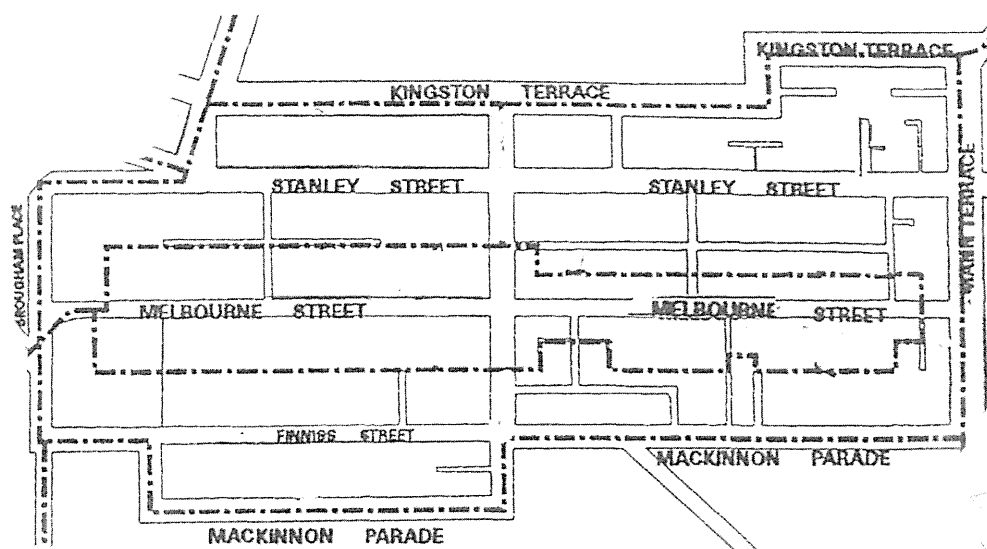 KINGSTON TERRACE
KINGSTON TERRACE
STANLEY STREET
STANLEY STREET
MANN TERRACE
BROUGHAM PLACE
MELBOURNE STREET
MELBOURNE STREET
FINNISS STREET
MACKINNON PARADE
MACKINNON PARADE